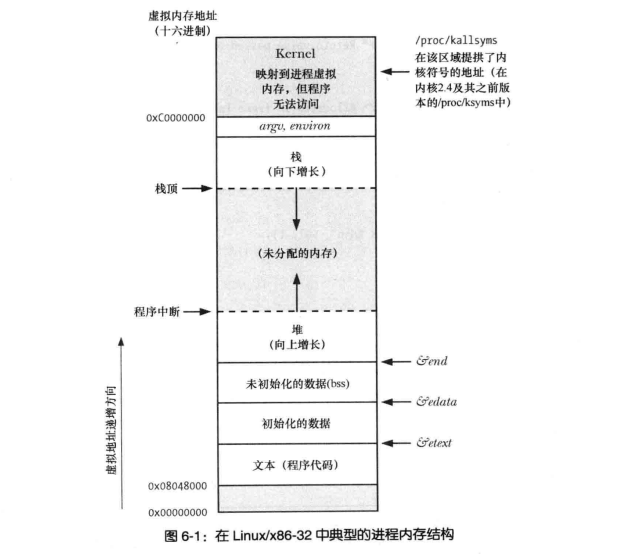 虚拟内存地址
（十六进制）
Kernel
映射到进程虚拟
内存，但程序
无法访问
/proc/kallsyms
在该区域提供了内
核符号的地址（在
内核2.4及其之前版
本的/proc/ksyms中）
0xC0000000
argv, environ
栈
（向下增长）
栈顶
（未分配的内存）
程序中断
堆
（向上增长）
&end
未初始化的数据(bss)
&edata
初始化的数据
&etext
文本（程序代码）
虚拟地址递增方向
0x08048000
0x00000000
图 6-1：在 Linux/x86-32 中典型的进程内存结构